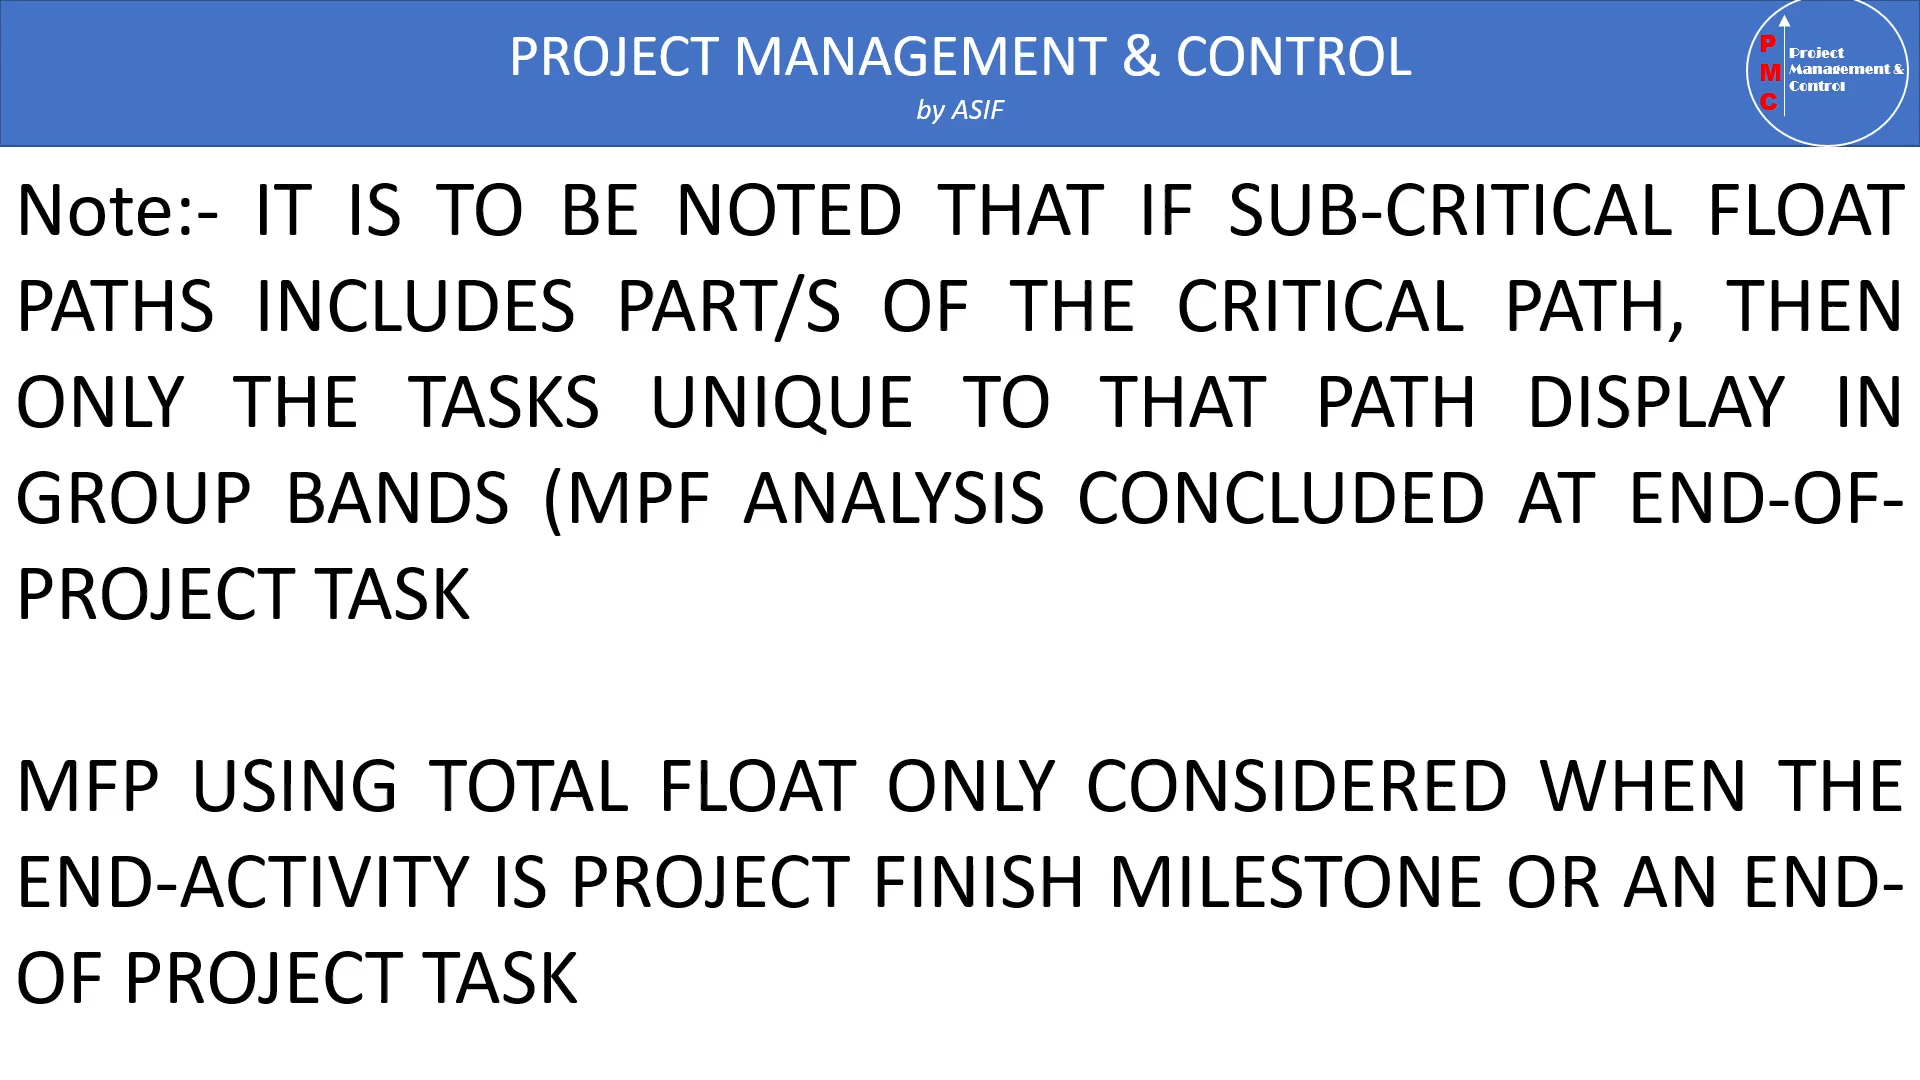 PROJECT MANAGEMENT & CONTROL
by ASIF
P
M
C
Project
Management &
Control
Note:- IT IS TO BE NOTED THAT IF SUB-CRITICAL FLOAT
PATHS INCLUDES PART/S OF THE CRITICAL PATH, THEN
ONLY THE TASKS UNIQUE TO THAT PATH DISPLAY IN
GROUP BANDS (MPF ANALYSIS CONCLUDED AT END-OF-
PROJECT TASK
MFP USING TOTAL FLOAT ONLY CONSIDERED WHEN THE
END-ACTIVITY IS PROJECT FINISH MILESTONE OR AN END-
OF PROJECT TASK